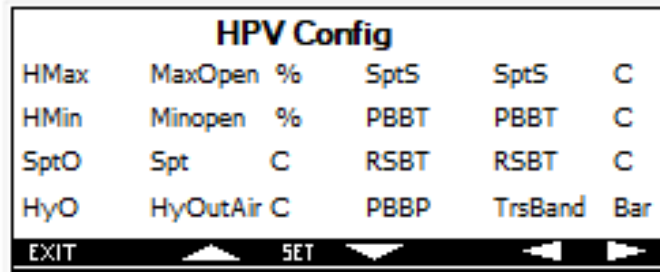 HPV Config
HMax MaxOpen % SptS SptS C
HMin Minopen % PBBT PBBT C
SptO Spt C RSBT RSBT C
HyO HyOutAir C PBBP TrsBand Bar
EXIT SET